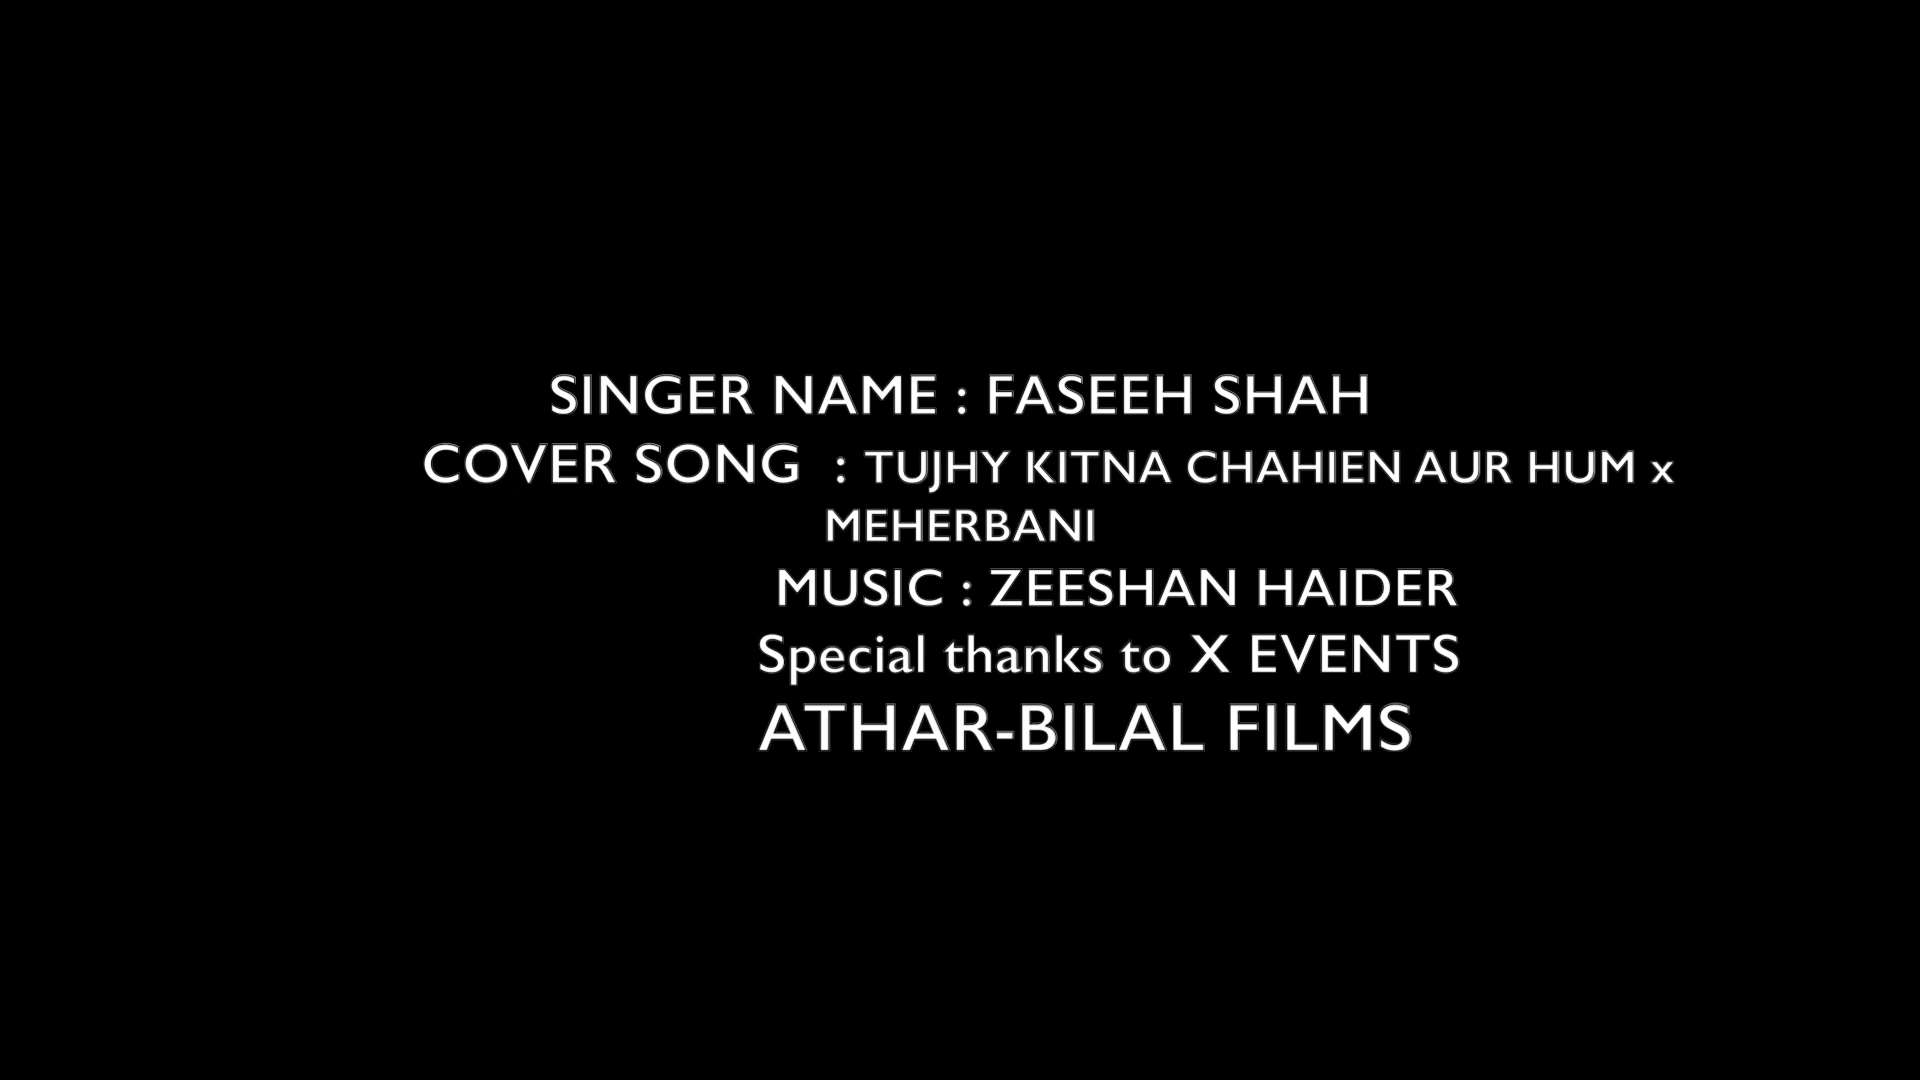 SINGER NAME : FASEEH SHAH
COVER SONG : TUJHY KITNA CHAHIEN AUR HUM x
MEHERBANI
MUSIC : ZEESHAN HAIDER
Special thanks to X EVENTS
ATHAR-BILAL FILMS